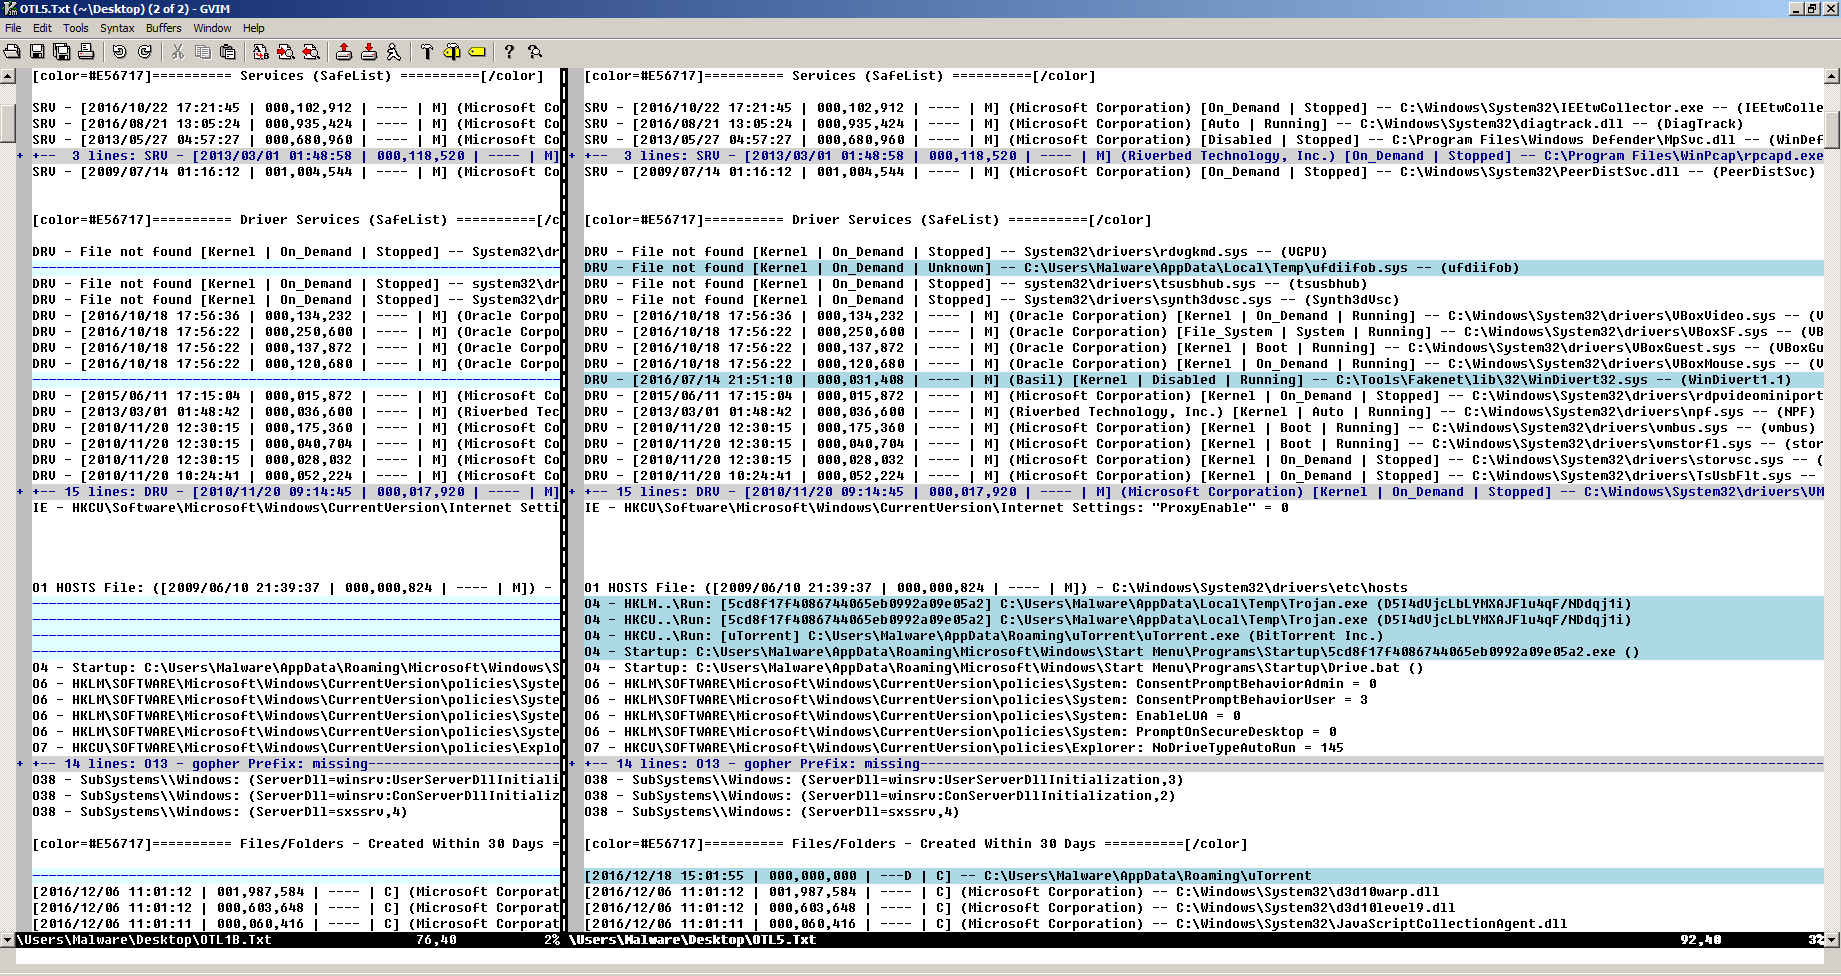 OTL5.Txt (~\Desktop) (2 of 2) - GVIM
File Edit Tools Syntax Buffers Window Help
[color=#E56717]========== Services (SafeList) ==========[/color]
SRV - [2016/10/22 17:21:45 | 000,102,912 | ---- | M] (Microsoft Co
SRV - [2016/08/21 13:05:24 | 000,935,424 | ---- | M] (Microsoft Co
SRV - [2013/05/27 04:57:27 | 000,680,960 | ---- | M] (Microsoft Co
+ +-- 3 lines: SRV - [2013/03/01 01:48:58 | 000,118,520 | ---- | M]
SRV - [2009/07/14 01:16:12 | 001,004,544 | ---- | M] (Microsoft Co
[color=#E56717]========== Driver Services (SafeList) ==========[/c
DRV - File not found [Kernel | On_Demand | Stopped] -- System32\dr
DRV - File not found [Kernel | On_Demand | Stopped] -- system32\dr
DRV - File not found [Kernel | On_Demand | Stopped] -- System32\dr
DRV - [2016/10/18 17:56:36 | 000,134,232 | ---- | M] (Oracle Corpo
DRV - [2016/10/18 17:56:22 | 000,250,600 | ---- | M] (Oracle Corpo
DRV - [2016/10/18 17:56:22 | 000,137,872 | ---- | M] (Oracle Corpo
DRV - [2016/10/18 17:56:22 | 000,120,680 | ---- | M] (Oracle Corpo
DRV - [2015/06/11 17:15:04 | 000,015,872 | ---- | M] (Microsoft Co
DRV - [2013/03/01 01:48:42 | 000,036,600 | ---- | M] (Riverbed Tec
DRV - [2010/11/20 12:30:15 | 000,175,360 | ---- | M] (Microsoft Co
DRV - [2010/11/20 12:30:15 | 000,040,704 | ---- | M] (Microsoft Co
DRV - [2010/11/20 12:30:15 | 000,028,032 | ---- | M] (Microsoft Co
DRV - [2010/11/20 10:24:41 | 000,052,224 | ---- | M] (Microsoft Co
+ +-- 15 lines: DRV - [2010/11/20 09:14:45 | 000,017,920 | ---- | M]
IE - HKCU\Software\Microsoft\Windows\CurrentVersion\Internet Setti
O1 HOSTS File: ([2009/06/10 21:39:37 | 000,000,824 | ---- | M]) -
O4 - Startup: C:\Users\Malware\AppData\Roaming\Microsoft\Windows\S
O6 - HKLM\SOFTWARE\Microsoft\Windows\CurrentVersion\policies\Syste
O6 - HKLM\SOFTWARE\Microsoft\Windows\CurrentVersion\policies\Syste
O6 - HKLM\SOFTWARE\Microsoft\Windows\CurrentVersion\policies\Syste
O6 - HKLM\SOFTWARE\Microsoft\Windows\CurrentVersion\policies\Syste
O7 - HKCU\SOFTWARE\Microsoft\Windows\CurrentVersion\policies\Explo
+ +-- 14 lines: O13 - gopher Prefix: missing
O38 - SubSystems\\Windows: (ServerDll=winsrv:UserServerDllInitiali
O38 - SubSystems\\Windows: (ServerDll=winsrv:ConServerDllInitializ
O38 - SubSystems\\Windows: (ServerDll=sxssrv,4)
[color=#E56717]========== Files/Folders - Created Within 30 Days =
[2016/12/06 11:01:12 | 001,987,584 | ---- | C] (Microsoft Corporat
[2016/12/06 11:01:12 | 000,603,648 | ---- | C] (Microsoft Corporat
[2016/12/06 11:01:11 | 000,060,416 | ---- | C] (Microsoft Corporat
\Users\Malware\Desktop\OTL1B.Txt 76,40 2%
[color=#E56717]========== Services (SafeList) ==========[/color]
SRV - [2016/10/22 17:21:45 | 000,102,912 | ---- | M] (Microsoft Corporation) [On_Demand | Stopped] -- C:\Windows\System32\IEEtwCollector.exe -- (IEEtwColle
SRV - [2016/08/21 13:05:24 | 000,935,424 | ---- | M] (Microsoft Corporation) [Auto | Running] -- C:\Windows\System32\diagtrack.dll -- (DiagTrack)
SRV - [2013/05/27 04:57:27 | 000,680,960 | ---- | M] (Microsoft Corporation) [Disabled | Stopped] -- C:\Program Files\Windows Defender\MpSvc.dll -- (WinDef
+ +-- 3 lines: SRV - [2013/03/01 01:48:58 | 000,118,520 | ---- | M] (Riverbed Technology, Inc.) [On_Demand | Stopped] -- C:\Program Files\WinPcap\rpcapd.exe
SRV - [2009/07/14 01:16:12 | 001,004,544 | ---- | M] (Microsoft Corporation) [On_Demand | Stopped] -- C:\Windows\System32\PeerDistSvc.dll -- (PeerDistSvc)
[color=#E56717]========== Driver Services (SafeList) ==========[/color]
DRV - File not found [Kernel | On_Demand | Stopped] -- System32\drivers\rdvgkmd.sys -- (VGPU)
DRV - File not found [Kernel | On_Demand | Unknown] -- C:\Users\Malware\AppData\Local\Temp\ufdiifob.sys -- (ufdiifob)
DRV - File not found [Kernel | On_Demand | Stopped] -- system32\drivers\tsusbhub.sys -- (tsusbhub)
DRV - File not found [Kernel | On_Demand | Stopped] -- System32\drivers\synth3dvsc.sys -- (Synth3dVsc)
DRV - [2016/10/18 17:56:36 | 000,134,232 | ---- | M] (Oracle Corporation) [Kernel | On_Demand | Running] -- C:\Windows\System32\drivers\VBoxVideo.sys -- (V
DRV - [2016/10/18 17:56:22 | 000,250,600 | ---- | M] (Oracle Corporation) [File_System | System | Running] -- C:\Windows\System32\drivers\VBoxSF.sys -- (VB
DRV - [2016/10/18 17:56:22 | 000,137,872 | ---- | M] (Oracle Corporation) [Kernel | Boot | Running] -- C:\Windows\System32\drivers\VBoxGuest.sys -- (VBoxGu
DRV - [2016/10/18 17:56:22 | 000,120,680 | ---- | M] (Oracle Corporation) [Kernel | On_Demand | Running] -- C:\Windows\System32\drivers\VBoxMouse.sys -- (V
DRV - [2016/07/14 21:51:10 | 000,031,408 | ---- | M] (Basil) [Kernel | Disabled | Running] -- C:\Tools\Fakenet\lib\32\WinDivert32.sys -- (WinDivert1.1)
DRV - [2015/06/11 17:15:04 | 000,015,872 | ---- | M] (Microsoft Corporation) [Kernel | On_Demand | Stopped] -- C:\Windows\System32\drivers\rdpvideominiport
DRV - [2013/03/01 01:48:42 | 000,036,600 | ---- | M] (Riverbed Technology, Inc.) [Kernel | Auto | Running] -- C:\Windows\System32\drivers\npf.sys -- (NPF)
DRV - [2010/11/20 12:30:15 | 000,175,360 | ---- | M] (Microsoft Corporation) [Kernel | Boot | Running] -- C:\Windows\System32\drivers\vmbus.sys -- (vmbus)
DRV - [2010/11/20 12:30:15 | 000,040,704 | ---- | M] (Microsoft Corporation) [Kernel | Boot | Running] -- C:\Windows\System32\drivers\vmstorfl.sys -- (stor
DRV - [2010/11/20 12:30:15 | 000,028,032 | ---- | M] (Microsoft Corporation) [Kernel | On_Demand | Stopped] -- C:\Windows\System32\drivers\storvsc.sys -- (
DRV - [2010/11/20 10:24:41 | 000,052,224 | ---- | M] (Microsoft Corporation) [Kernel | On_Demand | Stopped] -- C:\Windows\System32\drivers\TsUsbFlt.sys --
+ +-- 15 lines: DRV - [2010/11/20 09:14:45 | 000,017,920 | ---- | M] (Microsoft Corporation) [Kernel | On_Demand | Stopped] -- C:\Windows\System32\drivers\VM
IE - HKCU\Software\Microsoft\Windows\CurrentVersion\Internet Settings: "ProxyEnable" = 0
O1 HOSTS File: ([2009/06/10 21:39:37 | 000,000,824 | ---- | M]) - C:\Windows\System32\drivers\etc\hosts
O4 - HKLM..\Run: [5cd8f17f4086744065eb0992a09e05a2] C:\Users\Malware\AppData\Local\Temp\Trojan.exe (D5I4dVjcLbLYMXAJFlu4qF/NDdqj1i)
O4 - HKCU..\Run: [5cd8f17f4086744065eb0992a09e05a2] C:\Users\Malware\AppData\Local\Temp\Trojan.exe (D5I4dVjcLbLYMXAJFlu4qF/NDdqj1i)
O4 - HKCU..\Run: [uTorrent] C:\Users\Malware\AppData\Roaming\uTorrent\uTorrent.exe (BitTorrent Inc.)
O4 - Startup: C:\Users\Malware\AppData\Roaming\Microsoft\Windows\Start Menu\Programs\Startup\5cd8f17f4086744065eb0992a09e05a2.exe ()
O4 - Startup: C:\Users\Malware\AppData\Roaming\Microsoft\Windows\Start Menu\Programs\Startup\Drive.bat ()
O6 - HKLM\SOFTWARE\Microsoft\Windows\CurrentVersion\policies\System: ConsentPromptBehaviorAdmin = 0
O6 - HKLM\SOFTWARE\Microsoft\Windows\CurrentVersion\policies\System: ConsentPromptBehaviorUser = 3
O6 - HKLM\SOFTWARE\Microsoft\Windows\CurrentVersion\policies\System: EnableLUA = 0
O6 - HKLM\SOFTWARE\Microsoft\Windows\CurrentVersion\policies\System: PromptOnSecureDesktop = 0
O7 - HKCU\SOFTWARE\Microsoft\Windows\CurrentVersion\policies\Explorer: NoDriveTypeAutoRun = 145
+ +-- 14 lines: O13 - gopher Prefix: missing
O38 - SubSystems\\Windows: (ServerDll=winsrv:UserServerDllInitialization,3)
O38 - SubSystems\\Windows: (ServerDll=winsrv:ConServerDllInitialization,2)
O38 - SubSystems\\Windows: (ServerDll=sxssrv,4)
[color=#E56717]========== Files/Folders - Created Within 30 Days ==========[/color]
[2016/12/18 15:01:55 | 000,000,000 | ---D | C] -- C:\Users\Malware\AppData\Roaming\uTorrent
[2016/12/06 11:01:12 | 001,987,584 | ---- | C] (Microsoft Corporation) -- C:\Windows\System32\d3d10warp.dll
[2016/12/06 11:01:12 | 000,603,648 | ---- | C] (Microsoft Corporation) -- C:\Windows\System32\d3d10level9.dll
[2016/12/06 11:01:11 | 000,060,416 | ---- | C] (Microsoft Corporation) -- C:\Windows\System32\JavaScriptCollectionAgent.dll
\Users\Malware\Desktop\OTL5.Txt 92,40 3%